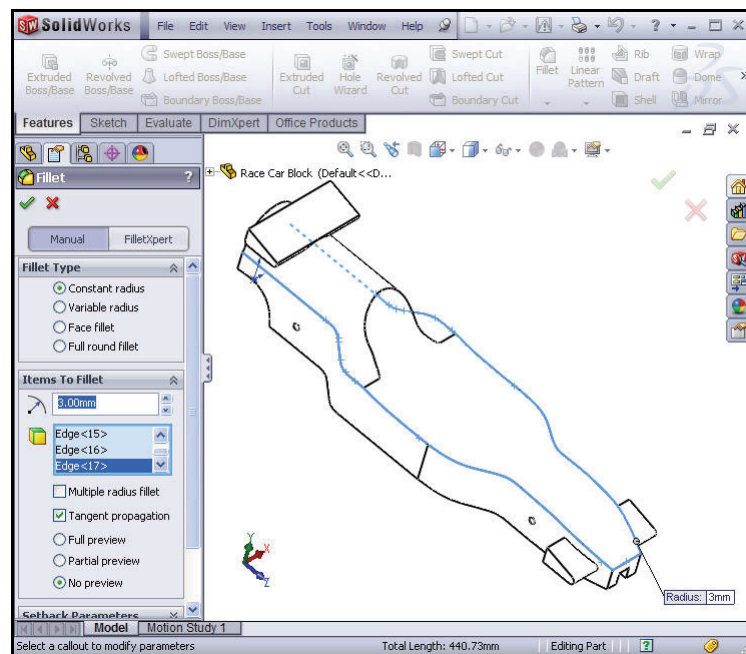 SolidWorks File Edit View Insert Tools Window Help
Extruded Boss/Base
Revolved Boss/Base
Swept Boss/Base
Lofted Boss/Base
Boundary Boss/Base
Extruded Cut
Hole Wizard
Revolved Cut
Swept Cut
Lofted Cut
Boundary Cut
Fillet
Linear Pattern
Rib
Draft
Shell
Wrap
Dome
Mirror
Features Sketch Evaluate DimXpert Office Products
Race Car Block (Default<<D...
Fillet ?
Manual FilletXpert
Fillet Type
Constant radius
Variable radius
Face fillet
Full round fillet
Items To Fillet
3.00mm
Edge<15>
Edge<16>
Edge<17>
Multiple radius fillet
Tangent propagation
Full preview
Partial preview
No preview
Setback Parameters
Y
X
Z
Radius: 3mm
Model Motion Study 1
Select a callout to modify parameters Total Length: 440.73mm Editing Part ?